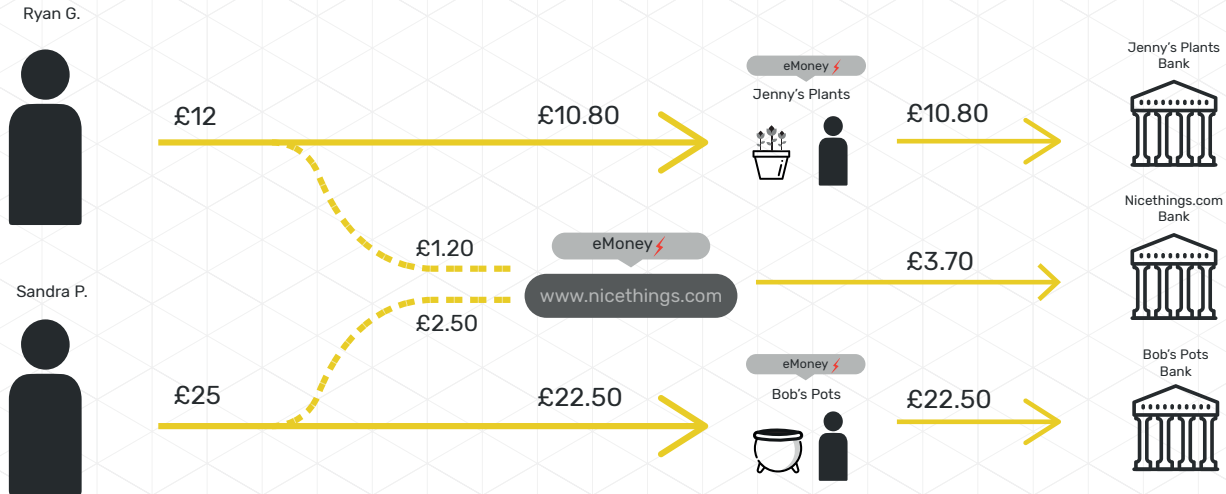 Ryan G.
£12
£10.80
eMoney
Jenny's Plants
£10.80
Jenny's Plants
Bank
£1.20
eMoney
www.nicethings.com
£3.70
Nicethings.com
Bank
Sandra P.
£2.50
£25
£22.50
eMoney
Bob's Pots
£22.50
Bob's Pots
Bank